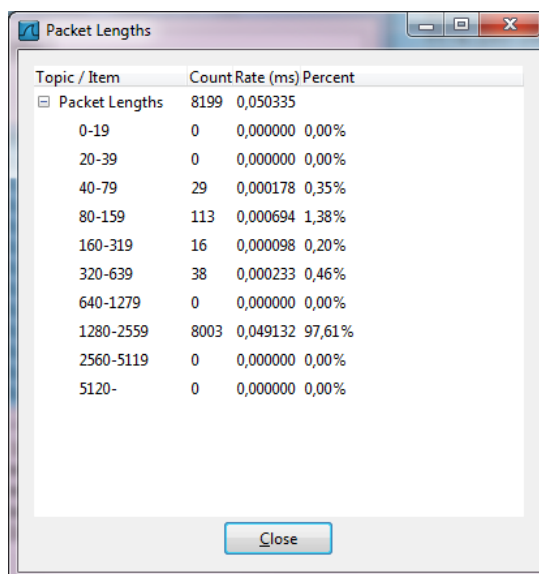 Packet Lengths
Topic / Item Count Rate (ms) Percent
Packet Lengths 8199 0,050335
0-19 0 0,000000 0,00%
20-39 0 0,000000 0,00%
40-79 29 0,000178 0,35%
80-159 113 0,000694 1,38%
160-319 16 0,000098 0,20%
320-639 38 0,000233 0,46%
640-1279 0 0,000000 0,00%
1280-2559 8003 0,049132 97,61%
2560-5119 0 0,000000 0,00%
5120- 0 0,000000 0,00%
Close